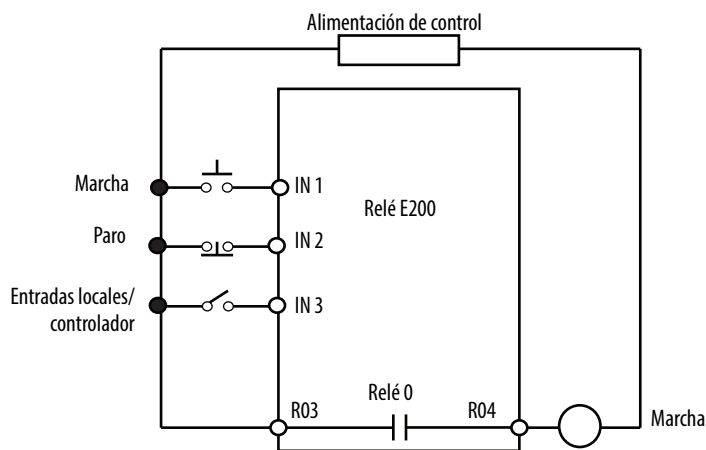 Alimentación de control
Marcha
IN 1
Relé E200
Paro
IN 2
Entradas locales/
controlador
IN 3
R03
Relé 0
R04
Marcha